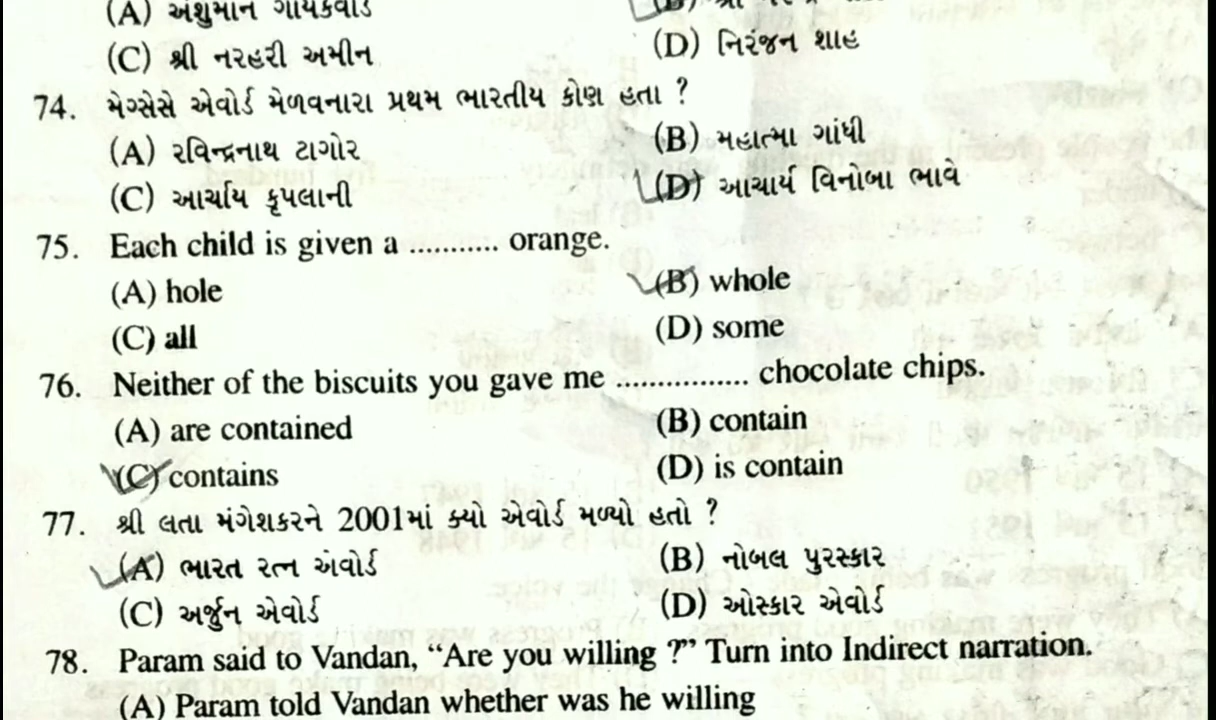 (A) અંશુમાન ગાયકવાડ
(C) શ્રી નરહરી અમીન
(D) નિરંજન શાહ
74. મેગ્સેસે એવોર્ડ મેળવનારા પ્રથમ ભારતીય કોણ હતા ?
(A) રવિન્દ્રનાથ ટાગોર
(B) મહાત્મા ગાંધી
(C) આર્ચાય કૃપલાની
(D) આચાર્ય વિનોબા ભાવે
75. Each child is given a ........... orange.
(A) hole
(B) whole
(C) all
(D) some
76. Neither of the biscuits you gave me ................ chocolate chips.
(A) are contained
(B) contain
(C) contains
(D) is contain
77. શ્રી લતા મંગેશકરને 2001માં ક્યો એવોર્ડ મળ્યો હતો ?
(A) ભારત રત્ન એવોર્ડ
(B) નોબલ પુરસ્કાર
(C) અર્જુન એવોર્ડ
(D) ઓસ્કાર એવોર્ડ
78. Param said to Vandan, “Are you willing ?” Turn into Indirect narration.
(A) Param told Vandan whether was he willing